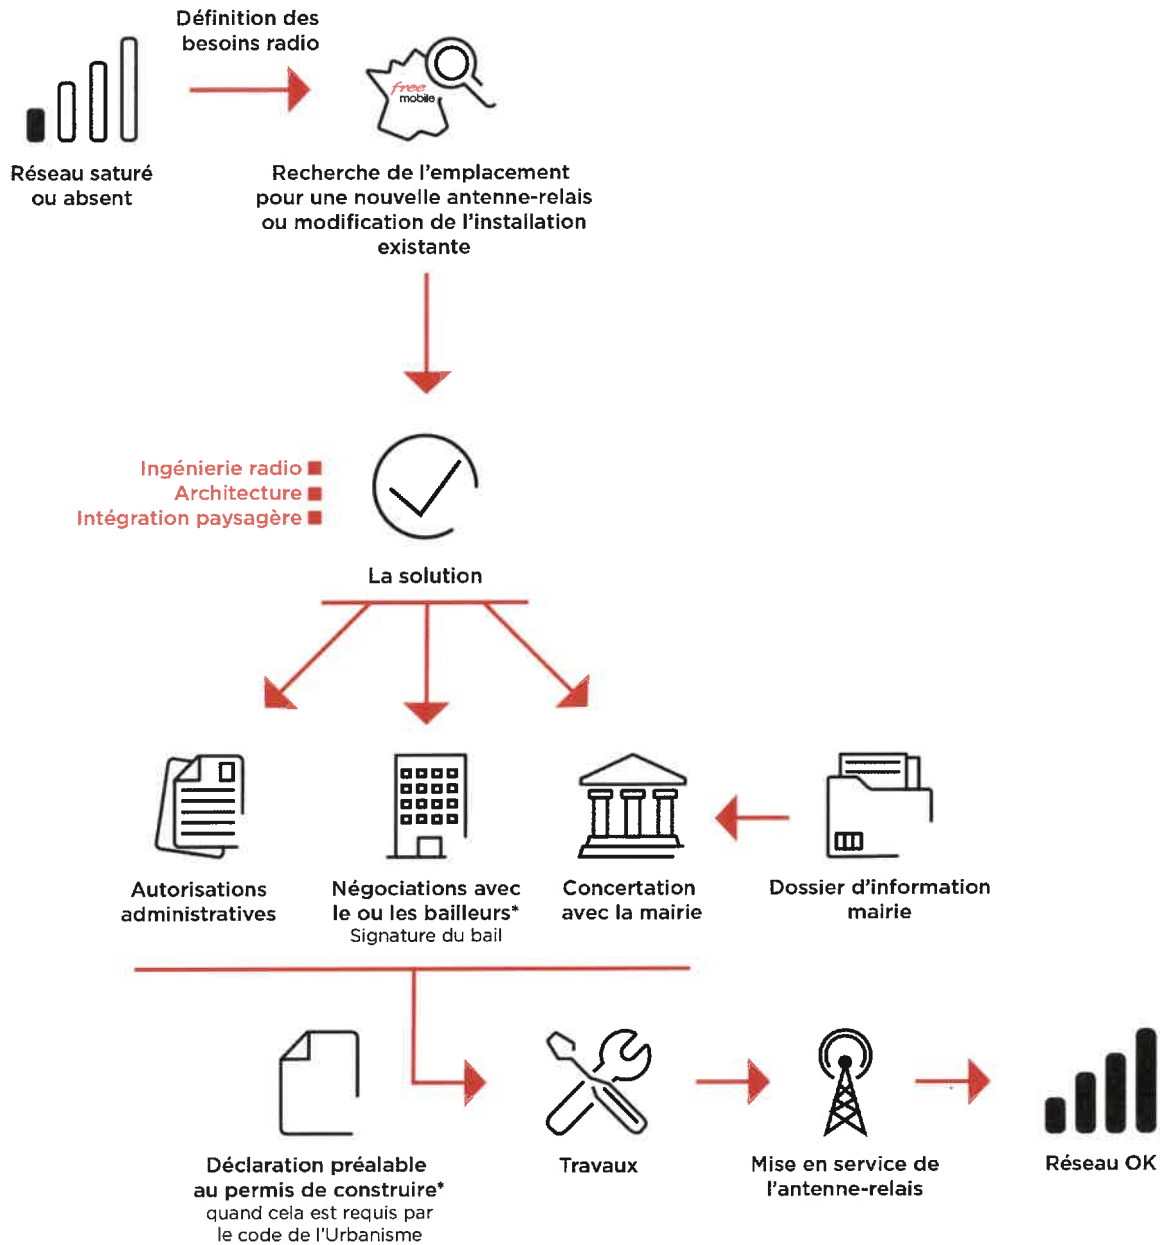 Définition des
besoins radio
free
mobile
Réseau saturé
ou absent
Recherche de l'emplacement
pour une nouvelle antenne-relais
ou modification de l'installation
existante
Ingénierie radio
Architecture
Intégration paysagère
La solution
Autorisations
administratives
Négociations avec
le ou les bailleurs*
Signature du bail
Concertation
avec la mairie
Dossier d'information
mairie
Déclaration préalable
au permis de construire*
quand cela est requis par
le code de l'Urbanisme
Travaux
Mise en service de
l'antenne-relais
Réseau OK